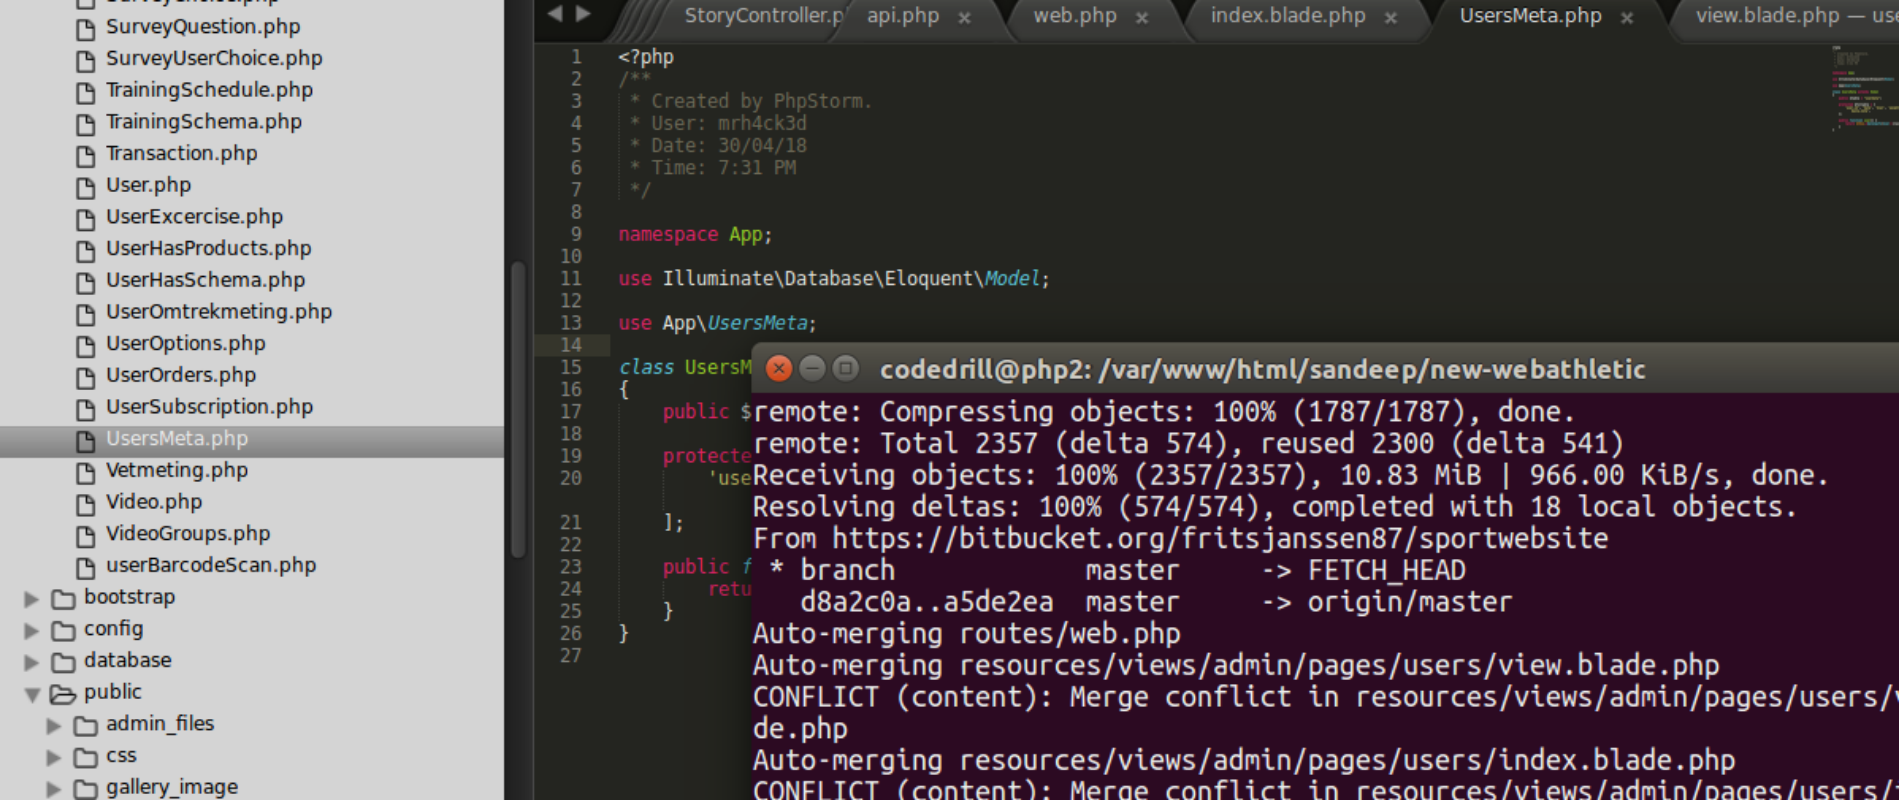 SurveyQuestion.php
SurveyUserChoice.php
TrainingSchedule.php
TrainingSchema.php
Transaction.php
User.php
UserExcercise.php
UserHasProducts.php
UserHasSchema.php
UserOmtrekmeting.php
UserOptions.php
UserOrders.php
UserSubscription.php
UsersMeta.php
Vetmeting.php
Video.php
VideoGroups.php
userBarcodeScan.php
bootstrap
config
database
public
admin_files
css
gallery_image
StoryController.p api.php × web.php × index.blade.php × UsersMeta.php × view.blade.php — use
1 <?php
2 /**
3 * Created by PhpStorm.
4 * User: mrh4ck3d
5 * Date: 30/04/18
6 * Time: 7:31 PM
7 */
8
9 namespace App;
10
11 use Illuminate\Database\Eloquent\Model;
12
13 use App\UsersMeta;
14
15 class UsersM
16 {
17 public $
18
19 protecte
20 'use
21 ];
22
23 public f
24 retu
25 }
26 }
27
codedrill@php2: /var/www/html/sandeep/new-webathletic
remote: Compressing objects: 100% (1787/1787), done.
remote: Total 2357 (delta 574), reused 2300 (delta 541)
Receiving objects: 100% (2357/2357), 10.83 MiB | 966.00 KiB/s, done.
Resolving deltas: 100% (574/574), completed with 18 local objects.
From https://bitbucket.org/fritsjanssen87/sportwebsite
* branch master -> FETCH_HEAD
d8a2c0a..a5de2ea master -> origin/master
Auto-merging routes/web.php
Auto-merging resources/views/admin/pages/users/view.blade.php
CONFLICT (content): Merge conflict in resources/views/admin/pages/users/v
de.php
Auto-merging resources/views/admin/pages/users/index.blade.php
CONFLICT (content): Merge conflict in resources/views/admin/pages/users/